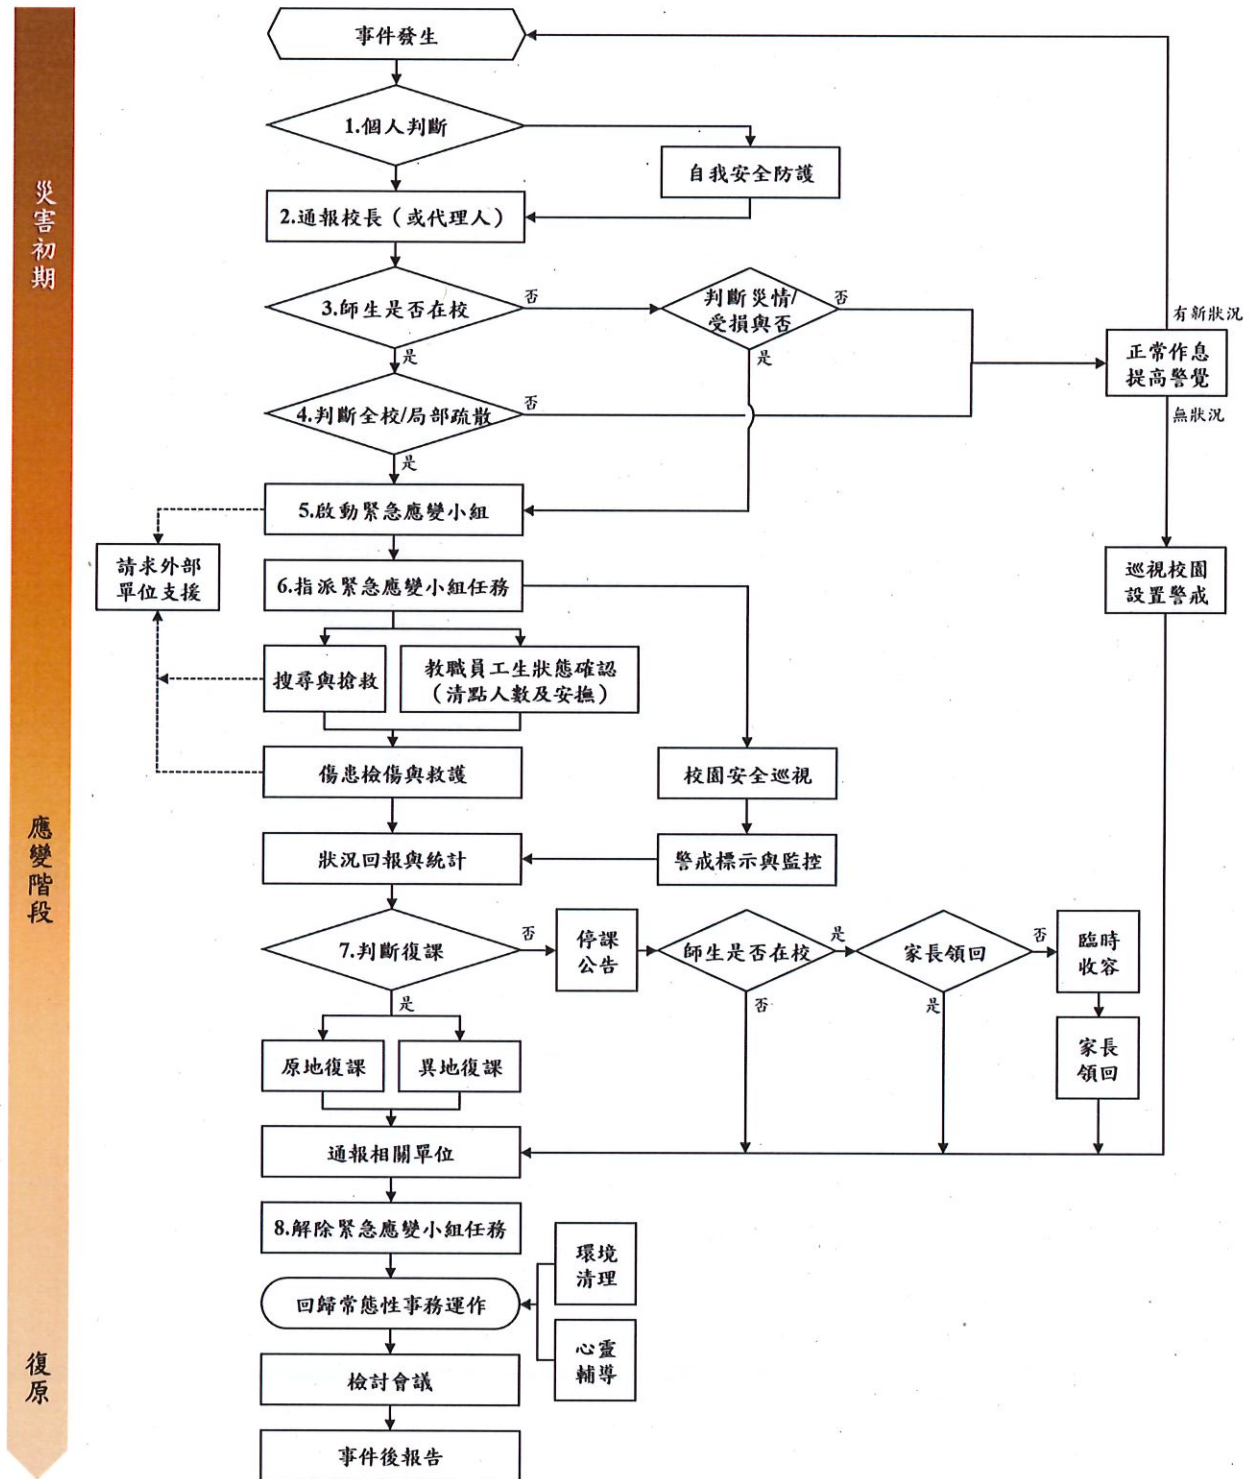 事件發生
1.個人判斷
自我安全防護
2.通報校長（或代理人）
災害初期
3.師生是否在校
否
判斷災情/
受損與否
否
有新狀況
正常作息
提高警覺
無狀況
是
是
4.判斷全校/局部疏散
否
是
5.啟動緊急應變小組
請求外部
單位支援
6.指派緊急應變小組任務
巡視校園
設置警戒
搜尋與搶救
教職員工生狀態確認
（清點人數及安撫）
傷患檢傷與救護
校園安全巡視
應變階段
狀況回報與統計
警戒標示與監控
7.判斷復課
否
停課
公告
師生是否在校
是
家長領回
否
臨時
收容
是
否
是
原地復課
異地復課
家長
領回
通報相關單位
8.解除緊急應變小組任務
環境
清理
回歸常態性事務運作
心靈
輔導
復原
檢討會議
事件後報告